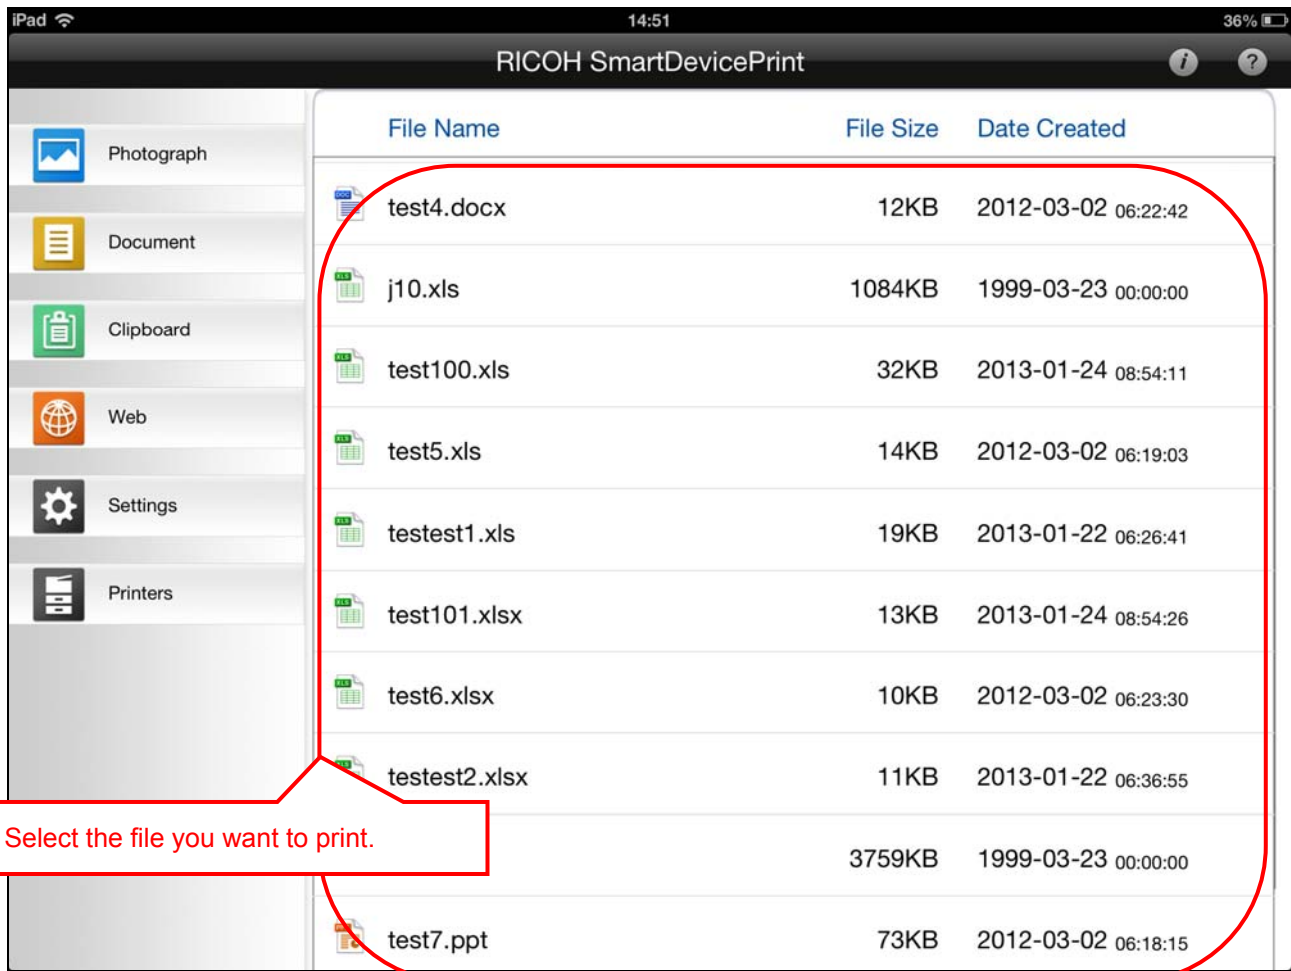 iPad 14:51 36%
RICOH SmartDevicePrint
File Name File Size Date Created
Photograph
Document
Clipboard
Web
Settings
Printers
test4.docx 12KB 2012-03-02 06:22:42
j10.xls 1084KB 1999-03-23 00:00:00
test100.xls 32KB 2013-01-24 08:54:11
test5.xls 14KB 2012-03-02 06:19:03
testest1.xls 19KB 2013-01-22 06:26:41
test101.xlsx 13KB 2013-01-24 08:54:26
test6.xlsx 10KB 2012-03-02 06:23:30
testest2.xlsx 11KB 2013-01-22 06:36:55
Select the file you want to print.
3759KB 1999-03-23 00:00:00
test7.ppt 73KB 2012-03-02 06:18:15